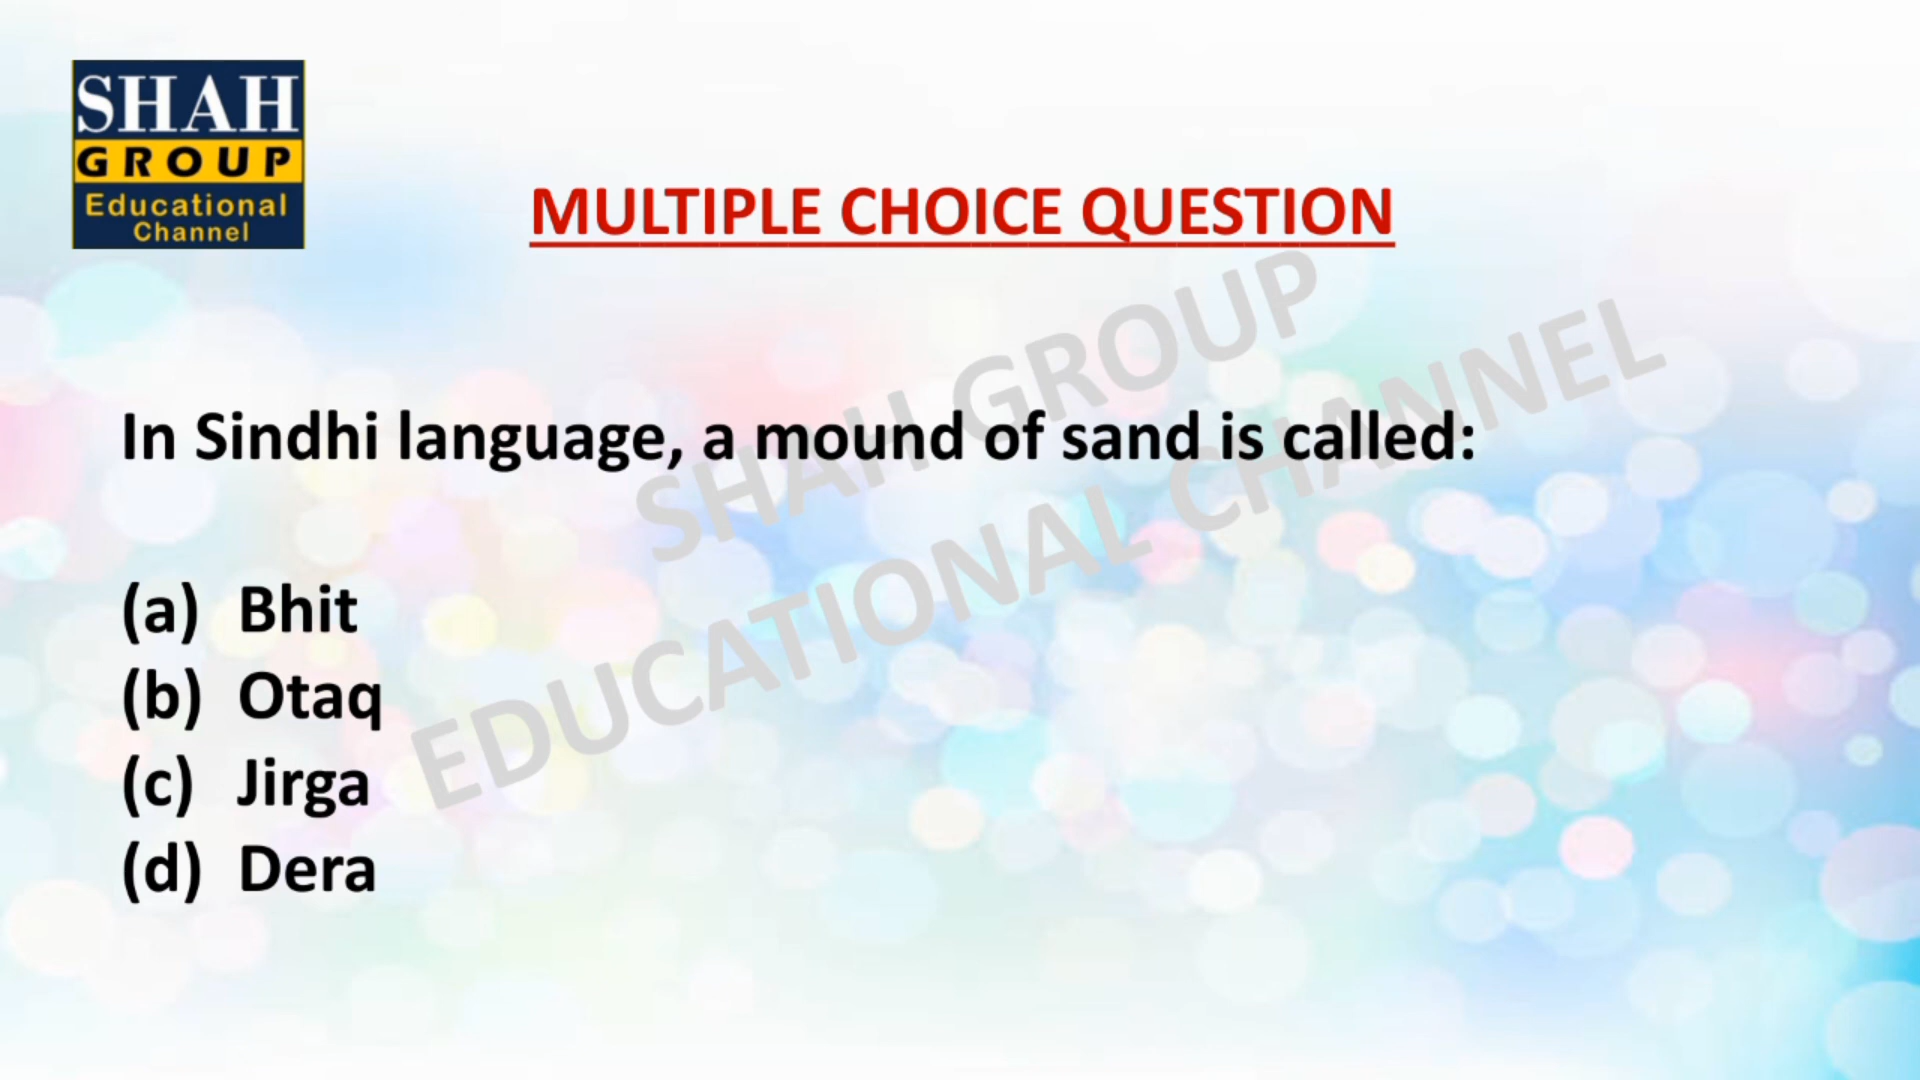 SHAH
GROUP
Educational
Channel
MULTIPLE CHOICE QUESTION
SHAH GROUP
EDUCATIONAL CHANNEL
In Sindhi language, a mound of sand is called:
(a) Bhit
(b) Otaq
(c) Jirga
(d) Dera